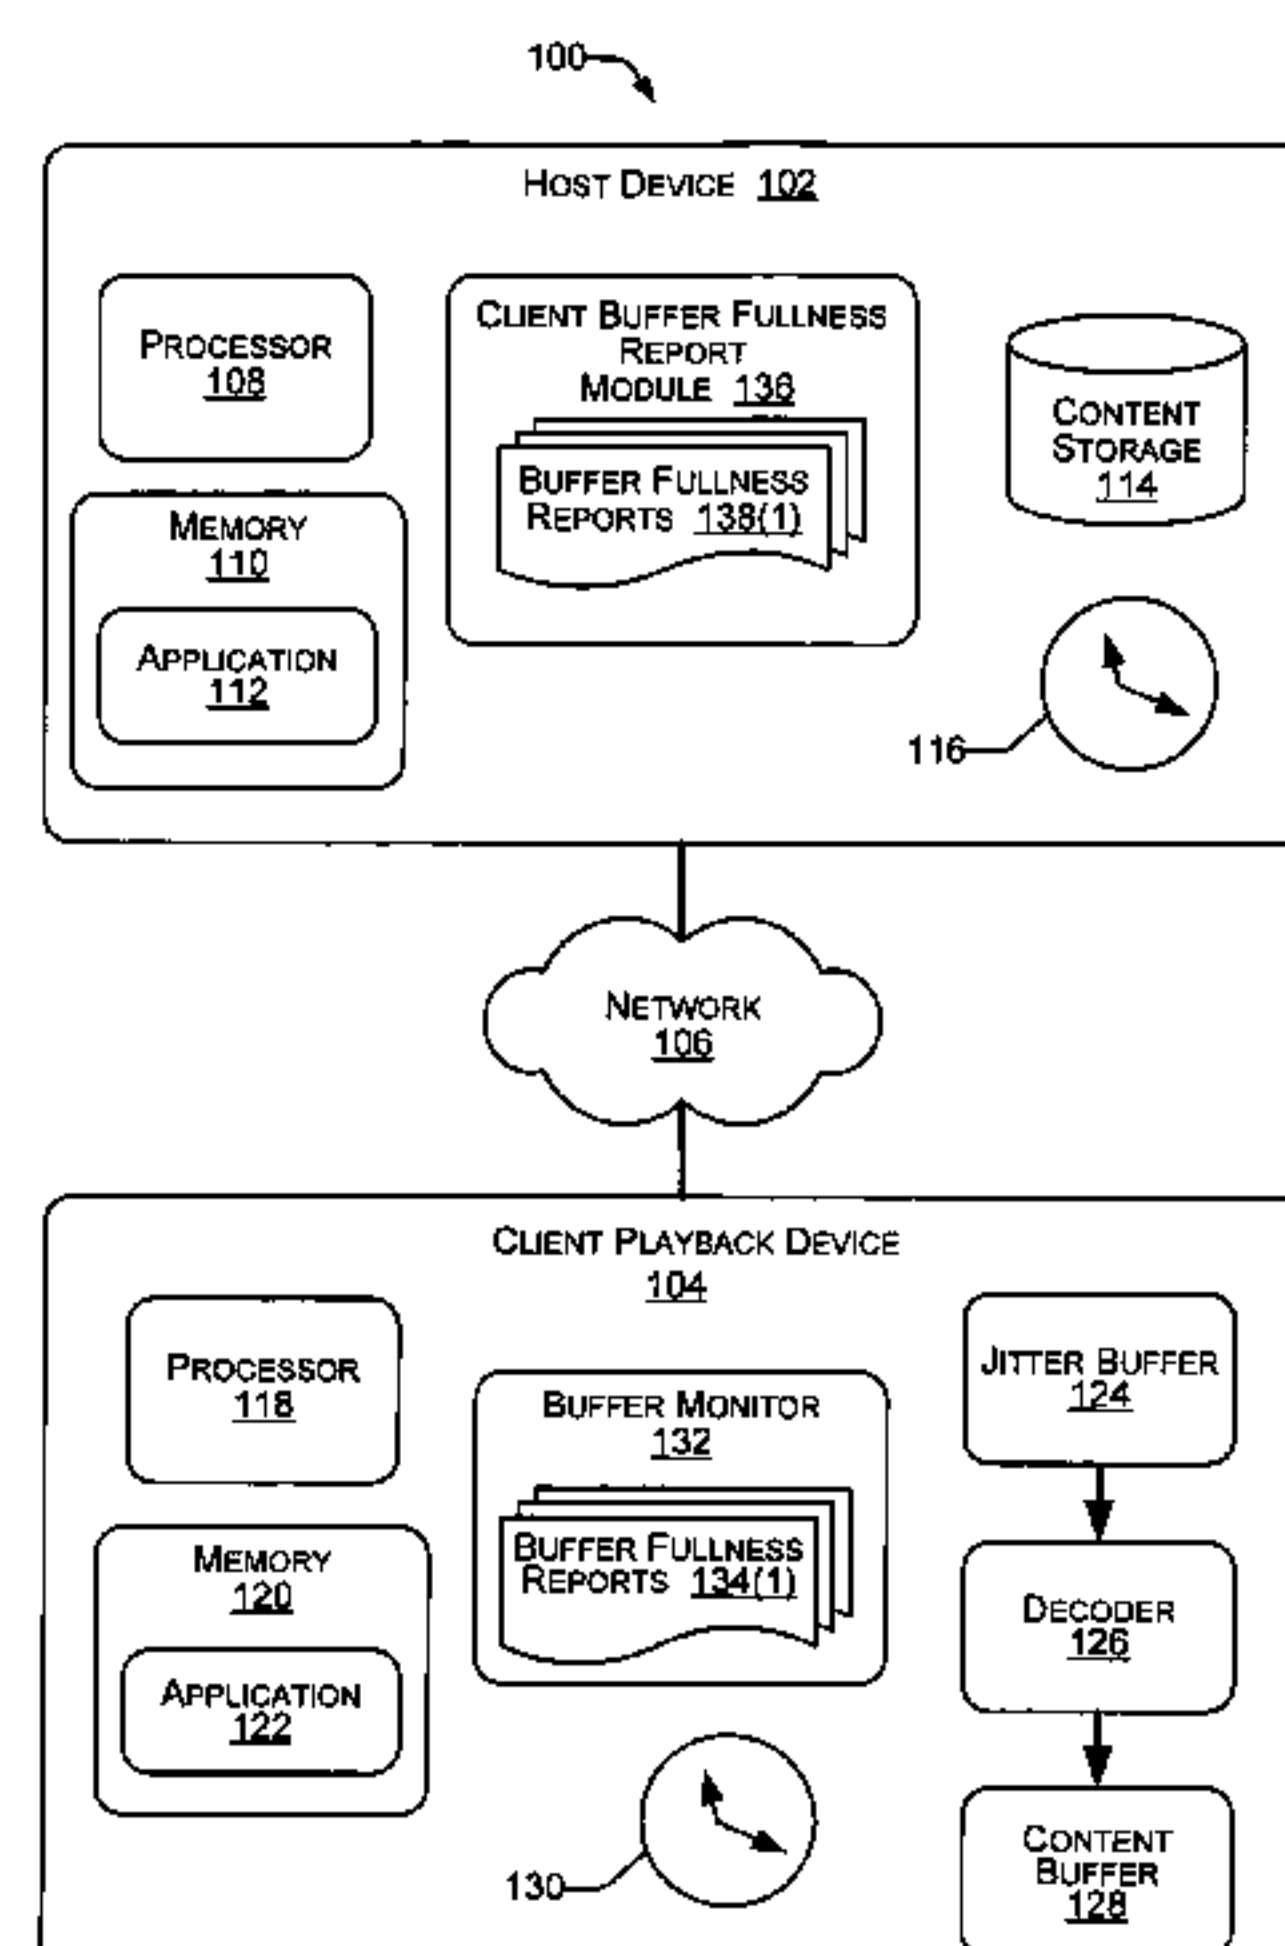 100
HOST DEVICE 102
PROCESSOR
108
CLIENT BUFFER FULLNESS
REPORT
MODULE 136
BUFFER FULLNESS
REPORTS 138(1)
CONTENT
STORAGE
114
MEMORY
110
APPLICATION
112
116
NETWORK
106
CLIENT PLAYBACK DEVICE
104
PROCESSOR
118
BUFFER MONITOR
132
BUFFER FULLNESS
REPORTS 134(1)
JITTER BUFFER
124
MEMORY
120
APPLICATION
122
DECODER
126
130
CONTENT
BUFFER
128